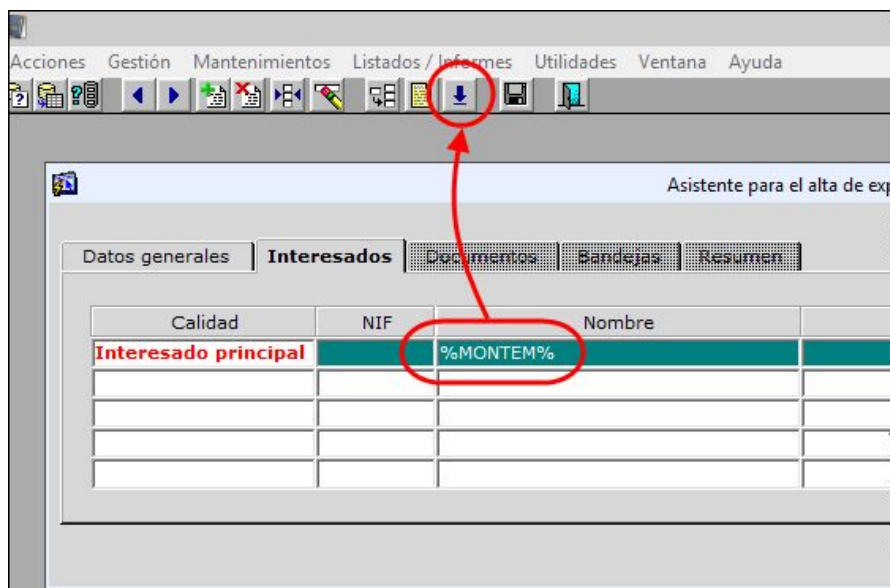 Acciones Gestión Mantenimientos Listados / Informes Utilidades Ventana Ayuda
Asistente para el alta de exp
Datos generales Interesados Documentos Bandejas Resumen
Calidad NIF Nombre
Interesado principal %MONTEM%